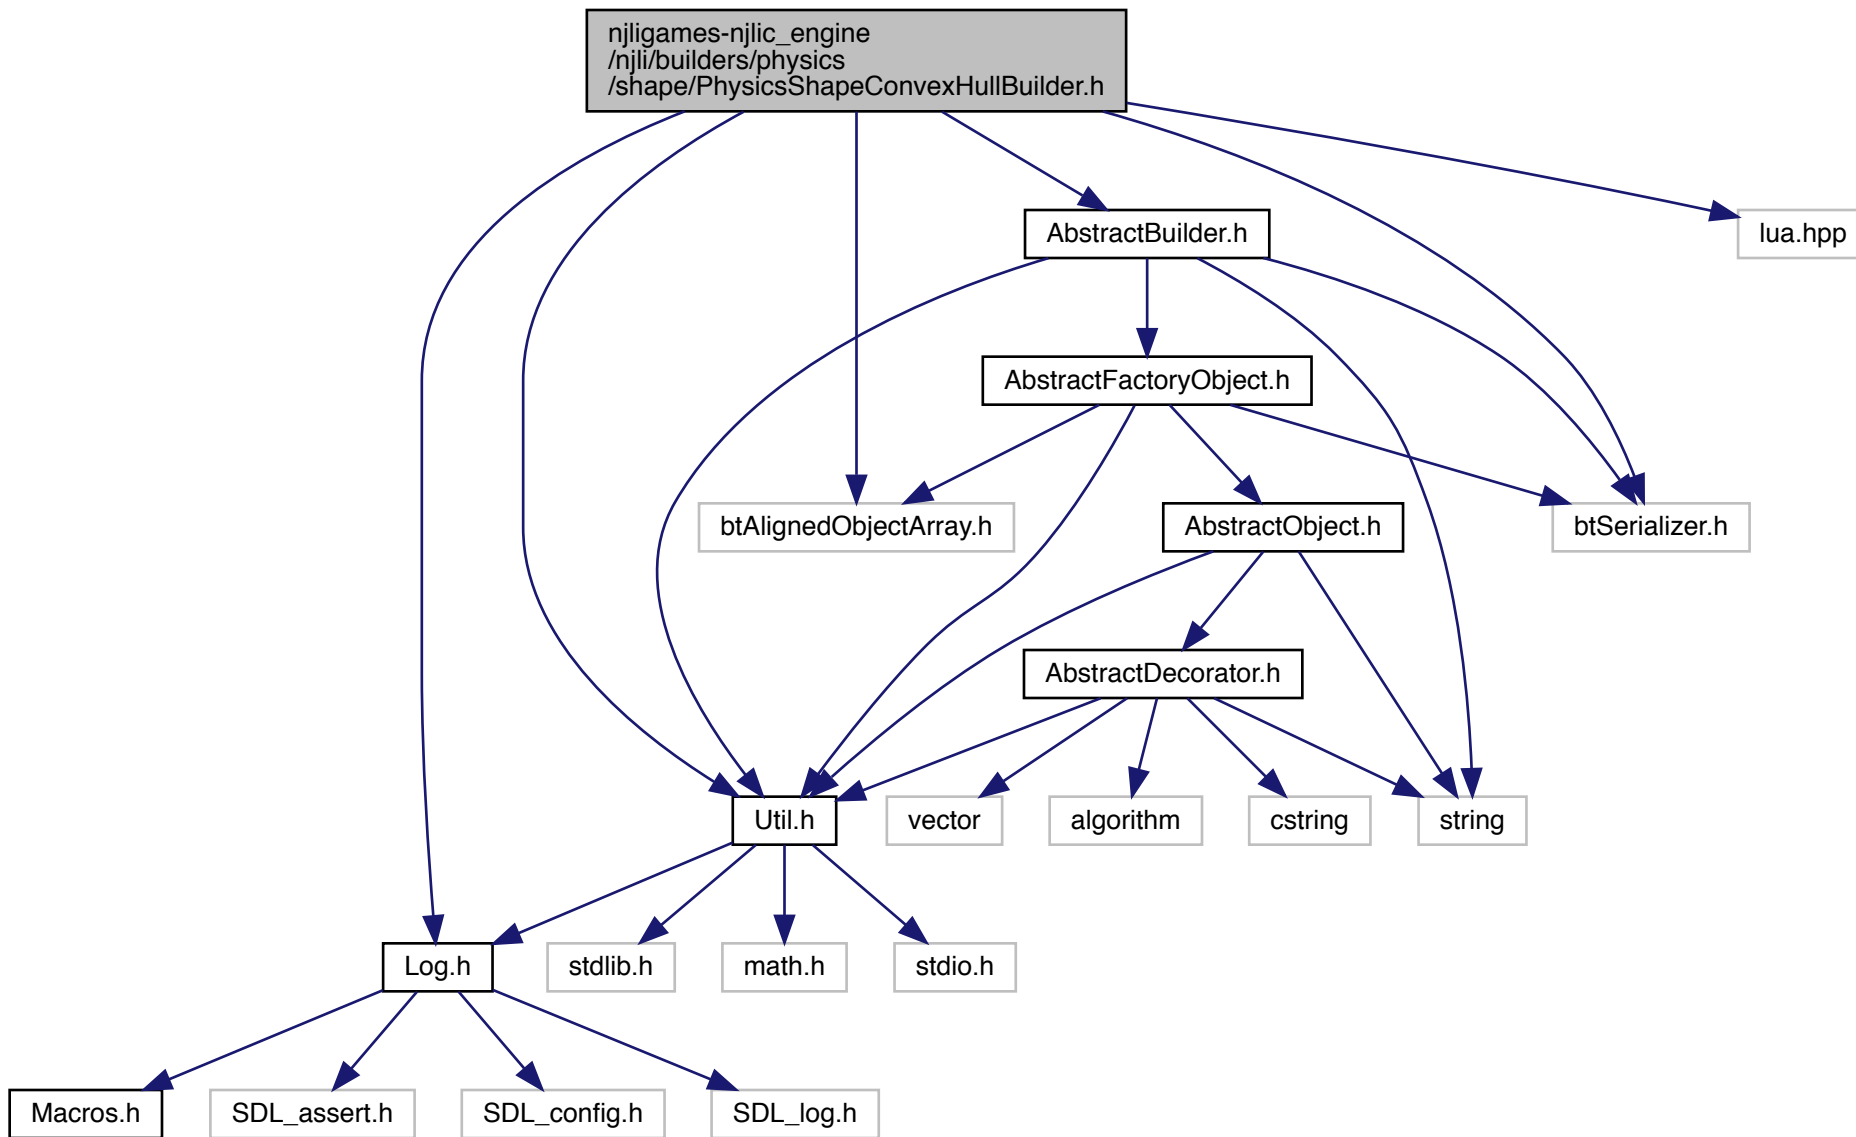 njligames-njlic_engine
/njli/builders/physics
/shape/PhysicsShapeConvexHullBuilder.h
AbstractBuilder.h
lua.hpp
AbstractFactoryObject.h
btAlignedObjectArray.h
AbstractObject.h
btSerializer.h
AbstractDecorator.h
Util.h
vector
algorithm
cstring
string
Log.h
stdlib.h
math.h
stdio.h
Macros.h
SDL_assert.h
SDL_config.h
SDL_log.h